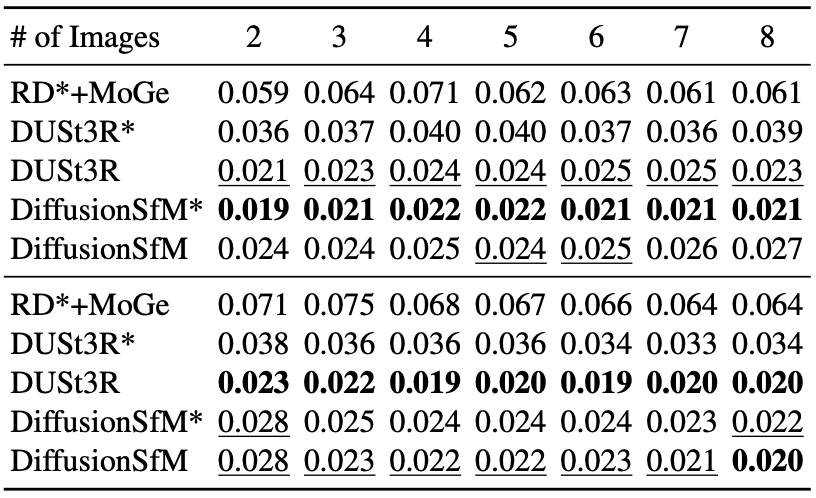 # of Images 2 3 4 5 6 7 8
RD*+MoGe 0.059 0.064 0.071 0.062 0.063 0.061 0.061
DUSt3R* 0.036 0.037 0.040 0.040 0.037 0.036 0.039
DUSt3R 0.021 0.023 0.024 0.024 0.025 0.025 0.023
DiffusionSfM* 0.019 0.021 0.022 0.022 0.021 0.021 0.021
DiffusionSfM 0.024 0.024 0.025 0.024 0.025 0.026 0.027
RD*+MoGe 0.071 0.075 0.068 0.067 0.066 0.064 0.064
DUSt3R* 0.038 0.036 0.036 0.036 0.034 0.033 0.034
DUSt3R 0.023 0.022 0.019 0.020 0.019 0.020 0.020
DiffusionSfM* 0.028 0.025 0.024 0.024 0.024 0.023 0.022
DiffusionSfM 0.028 0.023 0.022 0.022 0.023 0.021 0.020